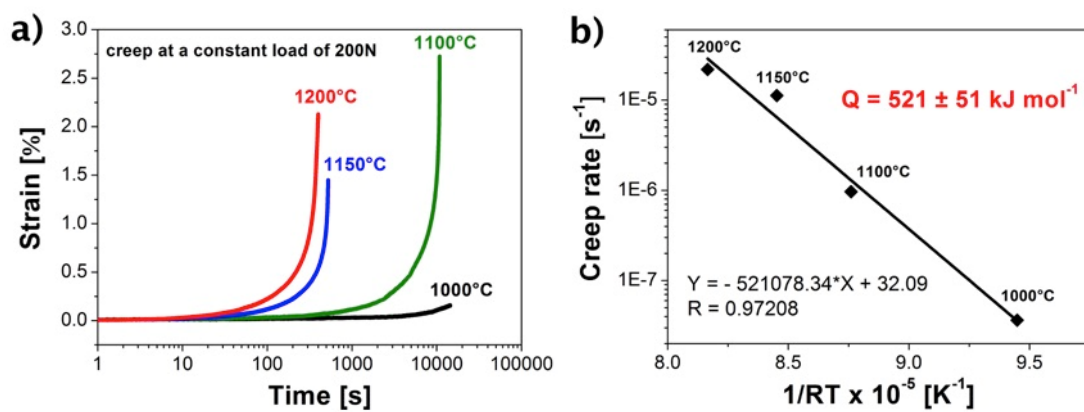 a)
creep at a constant load of 200N
1100°C
1200°C
1150°C
1000°C
3.0
2.5
2.0
1.5
1.0
0.5
0.0
Strain [%]
1 10 100 1000 10000 100000
Time [s]
b)
1200°C
1150°C
Q = 521 ± 51 kJ mol⁻¹
1100°C
1000°C
Y = - 521078.34*X + 32.09
R = 0.97208
1E-5
1E-6
1E-7
Creep rate [s⁻¹]
8.0 8.5 9.0 9.5
1/RT x 10⁻⁵ [K⁻¹]